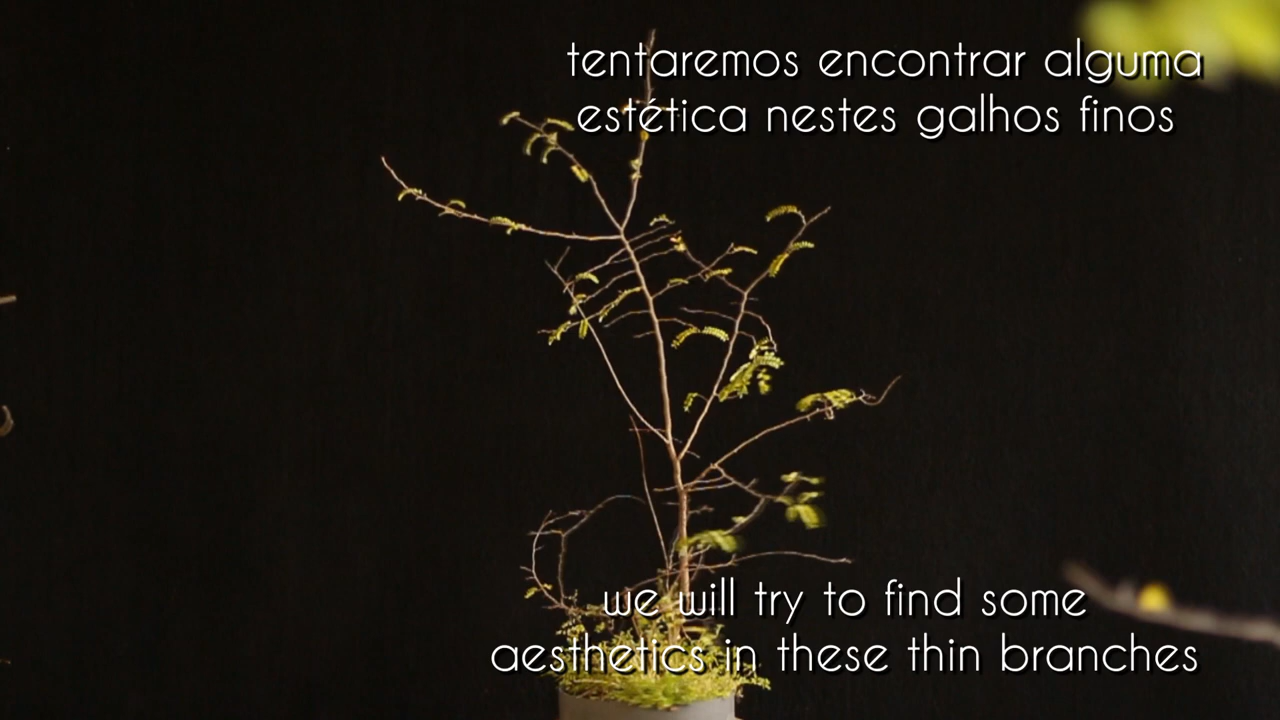 tentaremos encontrar alguma
estética nestes galhos finos
we will try to find some
aesthetics in these thin branches